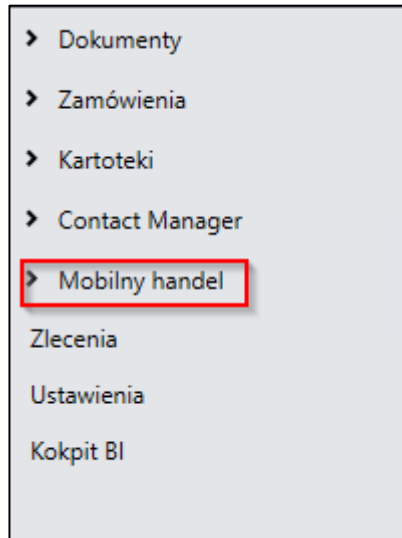 Dokumenty
Zamówienia
Kartoteki
Contact Manager
Mobilny handel
Zlecenia
Ustawienia
Kokpit BI